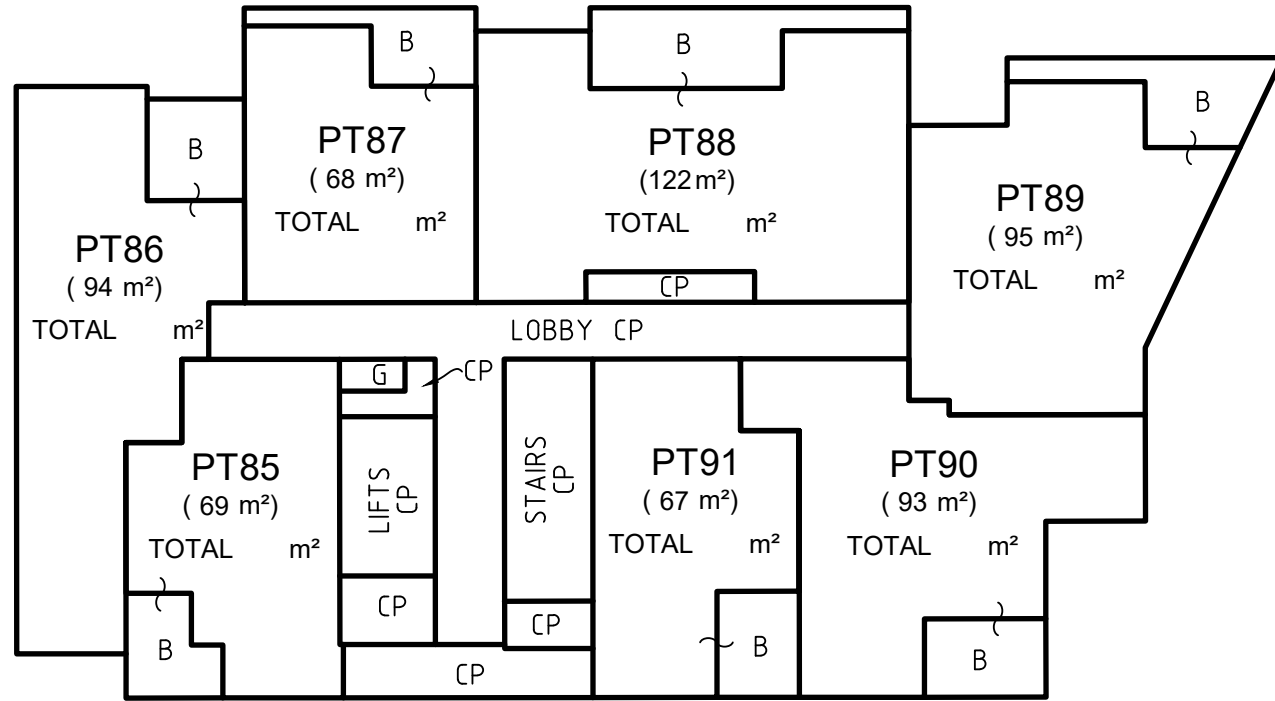 B
PT87
( 68 m²)
TOTAL m²
B
PT88
(122 m²)
TOTAL m²
CP
B
PT89
( 95 m²)
TOTAL m²
B
PT86
( 94 m²)
TOTAL m²
LOBBY CP
G
CP
PT85
( 69 m²)
TOTAL m²
B
LIFTS
CP
CP
STAIRS
CP
CP
CP
PT91
( 67 m²)
TOTAL m²
B
PT90
( 93 m²)
TOTAL m²
B